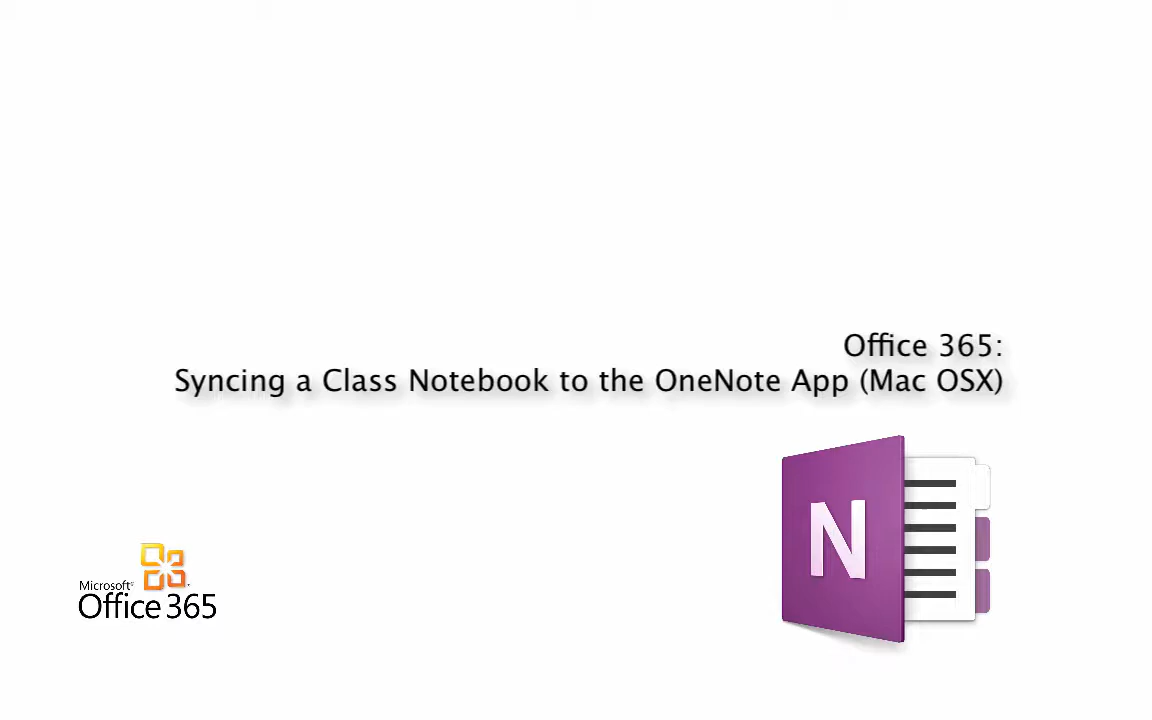 Office 365:
Syncing a Class Notebook to the OneNote App (Mac OSX)
N
Microsoft®
Office 365